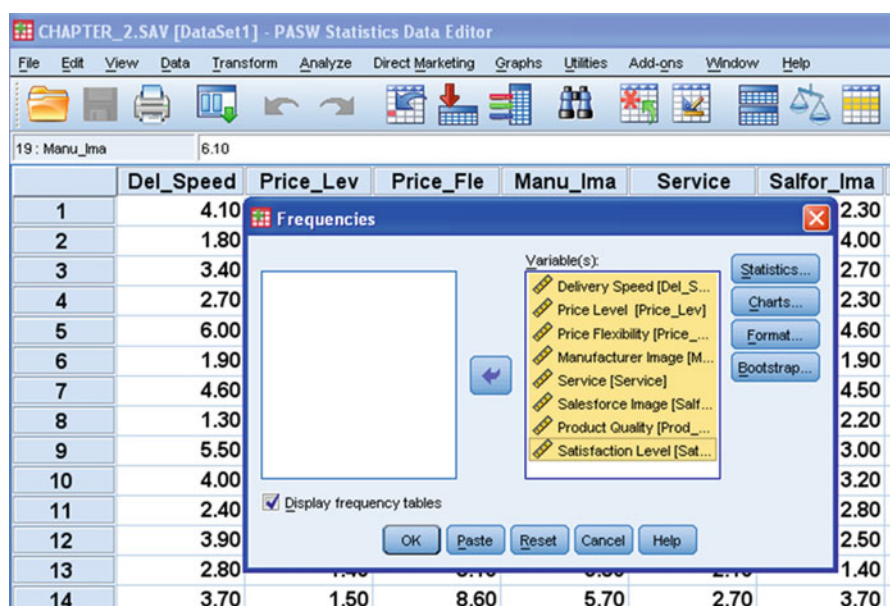 CHAPTER_2.SAV [DataSet1] - PASW Statistics Data Editor
File Edit View Data Transform Analyze Direct Marketing Graphs Utilities Add-ons Window Help
19 : Manu_Ima 6.10
Del_Speed Price_Lev Price_Fle Manu_Ima Service Salfor_Ima
1 4.10 2.30
Frequencies
2 1.80 4.00
3 3.40 2.70
4 2.70 2.30
5 6.00 4.60
6 1.90 1.90
7 4.60 4.50
8 1.30 2.20
9 5.50 3.00
10 4.00 3.20
11 2.40 2.80
12 3.90 2.50
13 2.80 1.40
14 3.70 1.50 8.60 5.70 2.70 3.70
Variable(s):
Delivery Speed [Del_S...
Price Level [Price_Lev]
Price Flexibility [Price_...
Manufacturer Image [M...
Service [Service]
Salesforce Image [Salf...
Product Quality [Prod_...
Satisfaction Level [Sat...
Statistics...
Charts...
Format...
Bootstrap...
Display frequency tables
OK Paste Reset Cancel Help